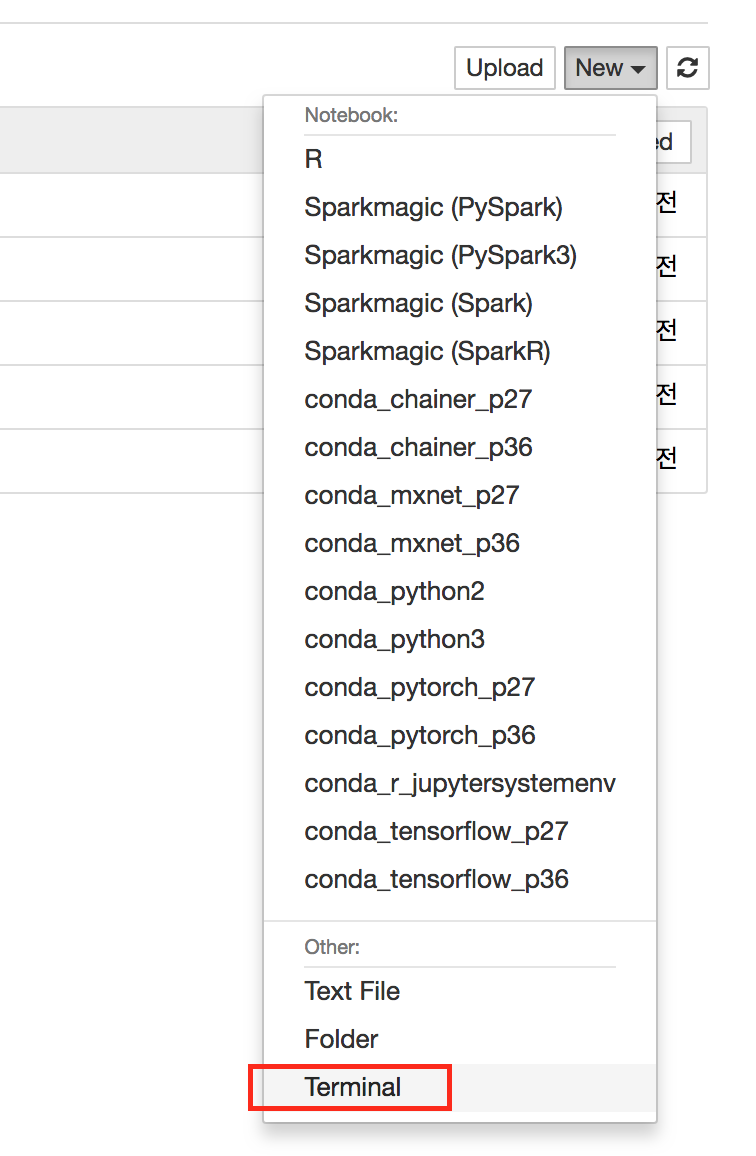 Upload New
Notebook:
R
전
Sparkmagic (PySpark)
Sparkmagic (PySpark3)
전
Sparkmagic (Spark)
전
Sparkmagic (SparkR)
conda_chainer_p27
전
conda_chainer_p36
전
conda_mxnet_p27
conda_mxnet_p36
conda_python2
conda_python3
conda_pytorch_p27
conda_pytorch_p36
conda_r_jupytersystemenv
conda_tensorflow_p27
conda_tensorflow_p36
Other:
Text File
Folder
Terminal